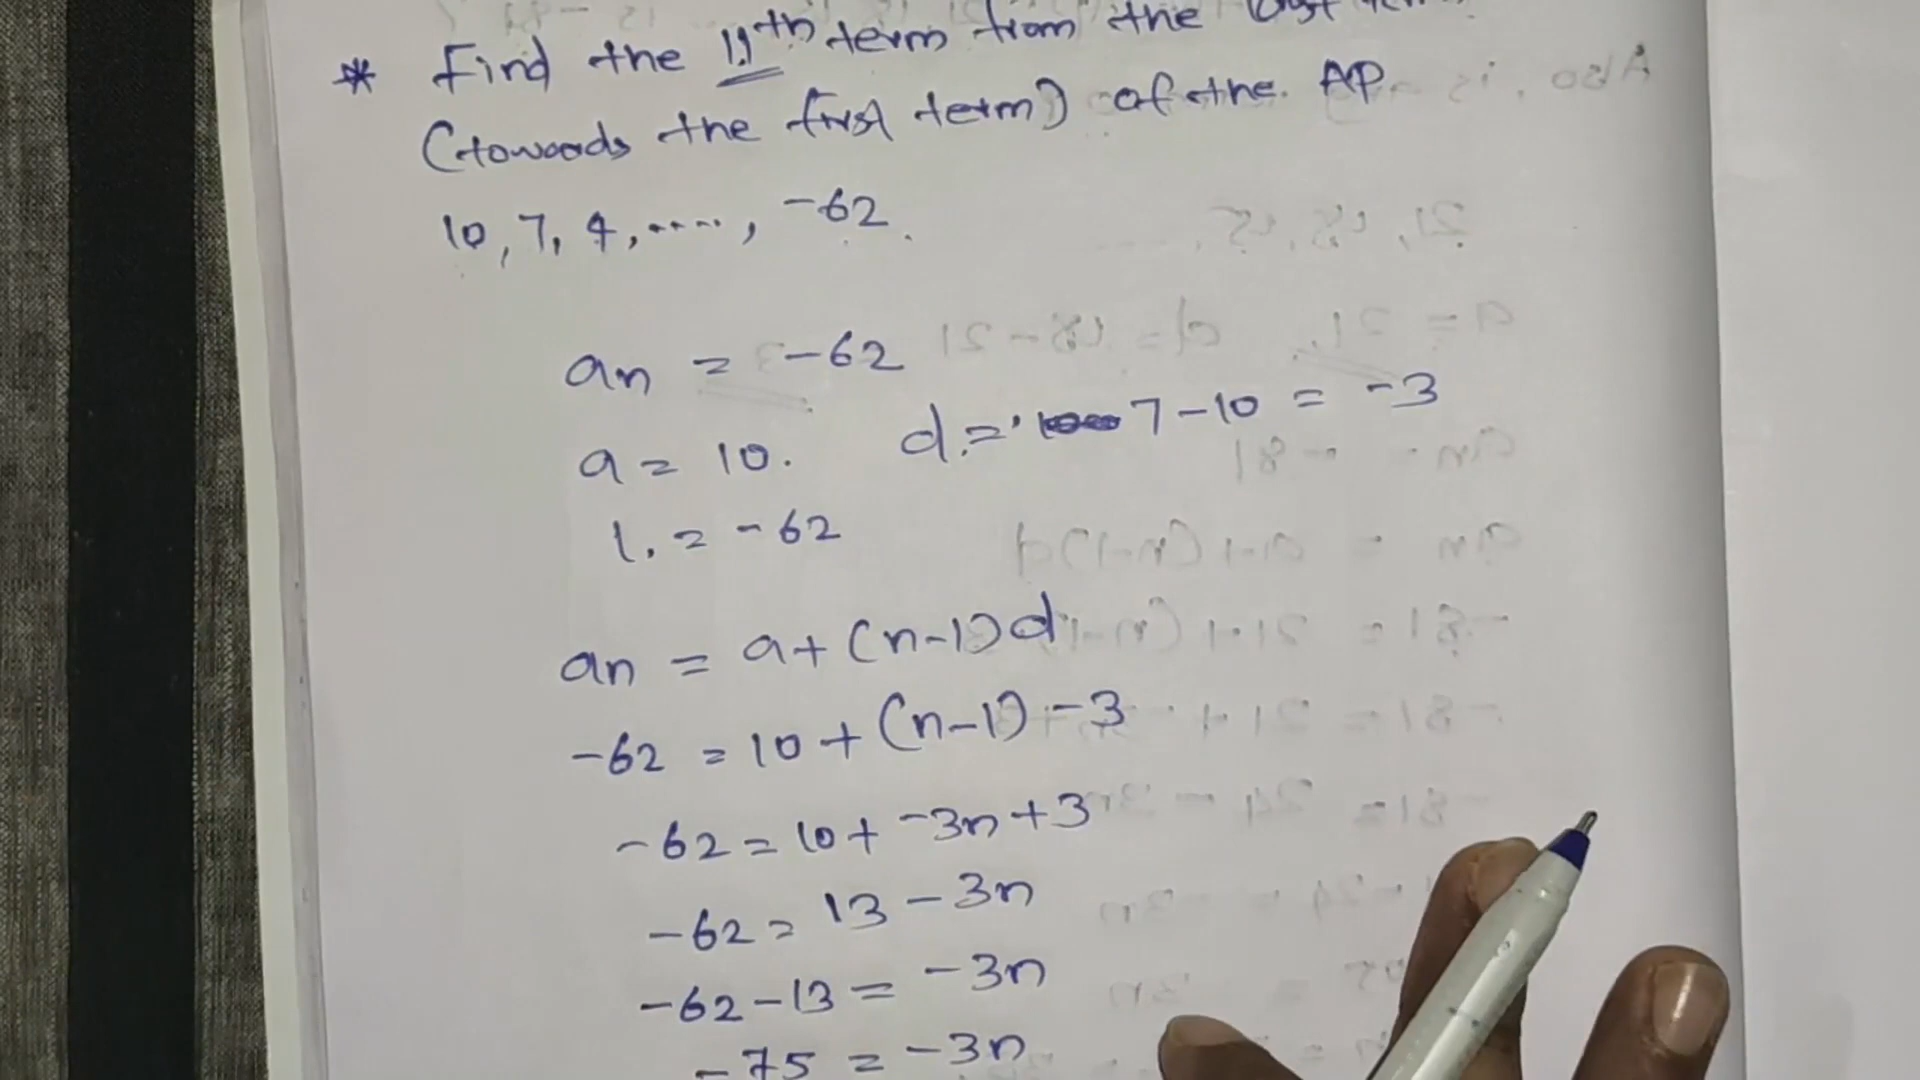 * Find the 11th term from the last term
(towards the first term) of the AP
10, 7, 4, ....., -62.
an = -62
a = 10. d = 7-10 = -3
l. = -62
an = a+(n-1)d
-62 = 10+(n-1)-3
-62 = 10+ -3n+3
-62 = 13-3n
-62-13 = -3n
-75 = -3n